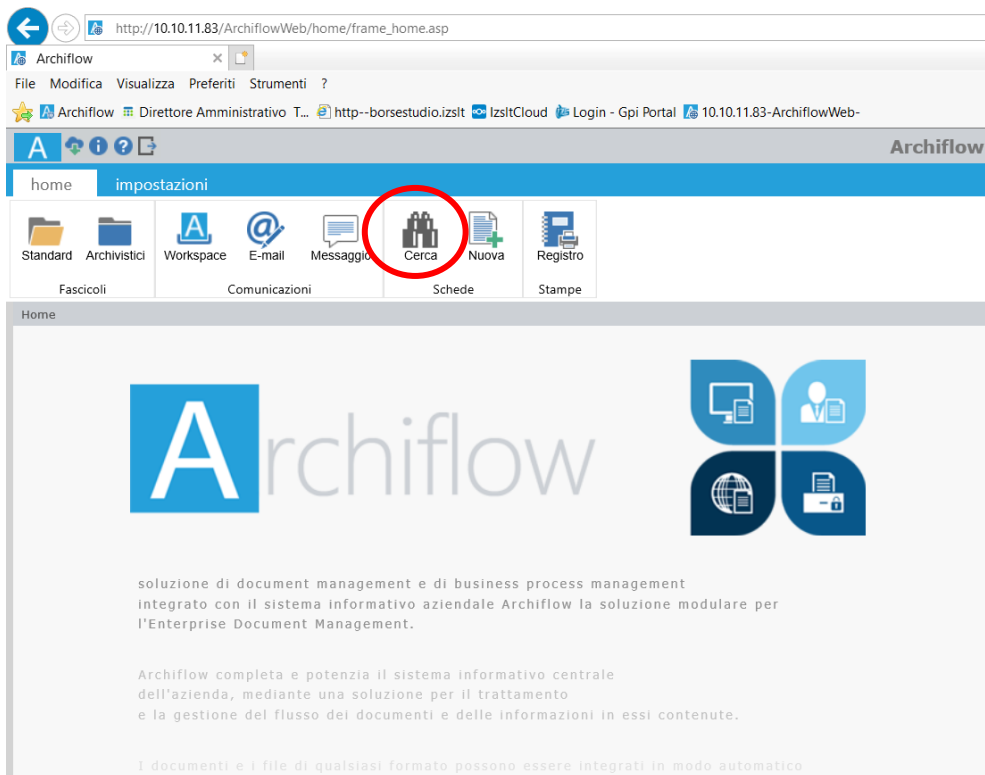 http://10.10.11.83/ArchiflowWeb/home/frame_home.asp
Archiflow
File Modifica Visualizza Preferiti Strumenti ?
Archiflow Direttore Amministrativo T... http--borsestudio.izslt IzsltCloud Login - Gpi Portal 10.10.11.83-ArchiflowWeb-
A Archiflow
home impostazioni
Standard Archivistici Workspace E-mail Messaggio Cerca Nuova Registro
Fascicoli Comunicazioni Schede Stampe
Home
Archiflow
soluzione di document management e di business process management
integrato con il sistema informativo aziendale Archiflow la soluzione modulare per
l'Enterprise Document Management.
Archiflow completa e potenzia il sistema informativo centrale
dell'azienda, mediante una soluzione per il trattamento
e la gestione del flusso dei documenti e delle informazioni in essi contenute.
I documenti e i file di qualsiasi formato possono essere integrati in modo automatico